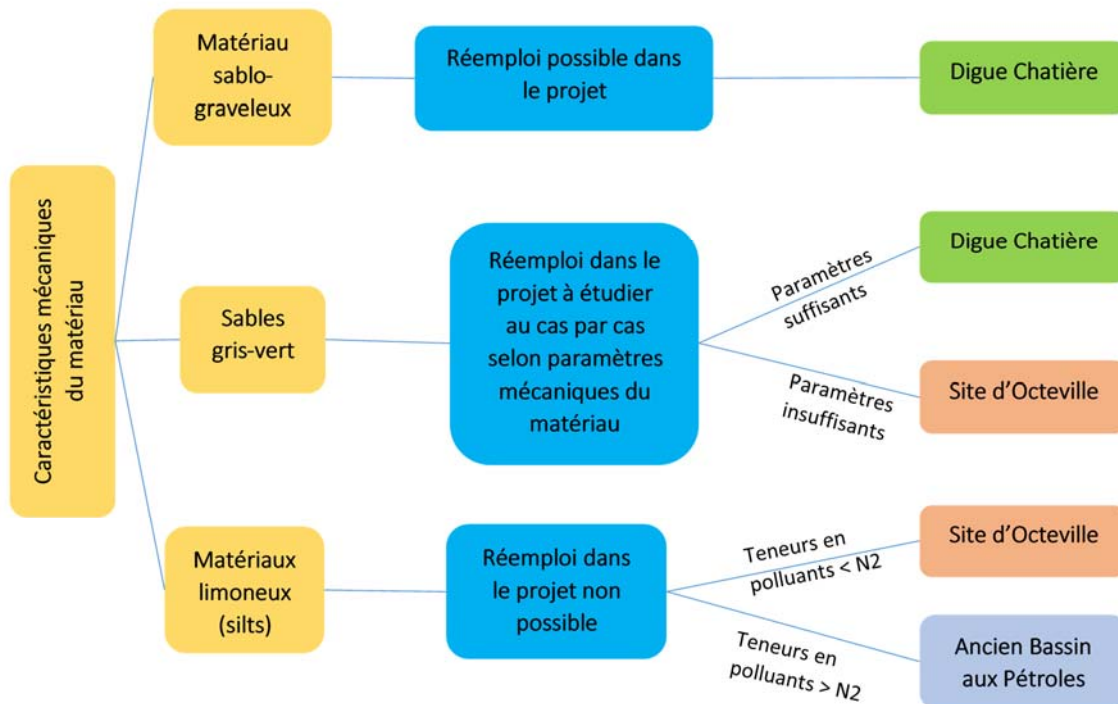 Caractéristiques mécaniques
du matériau
Matériau
sablo-
graveleux
Réemploi possible dans
le projet
Digue Chatière
Sables
gris-vert
Réemploi dans le
projet à étudier
au cas par cas
selon paramètres
mécaniques du
matériau
Paramètres
suffisants
Digue Chatière
Paramètres
insuffisants
Site d’Octeville
Matériaux
limoneux
(silts)
Réemploi dans
le projet non
possible
Teneurs en
polluants < N2
Site d’Octeville
Teneurs en
polluants > N2
Ancien Bassin
aux Pétroles